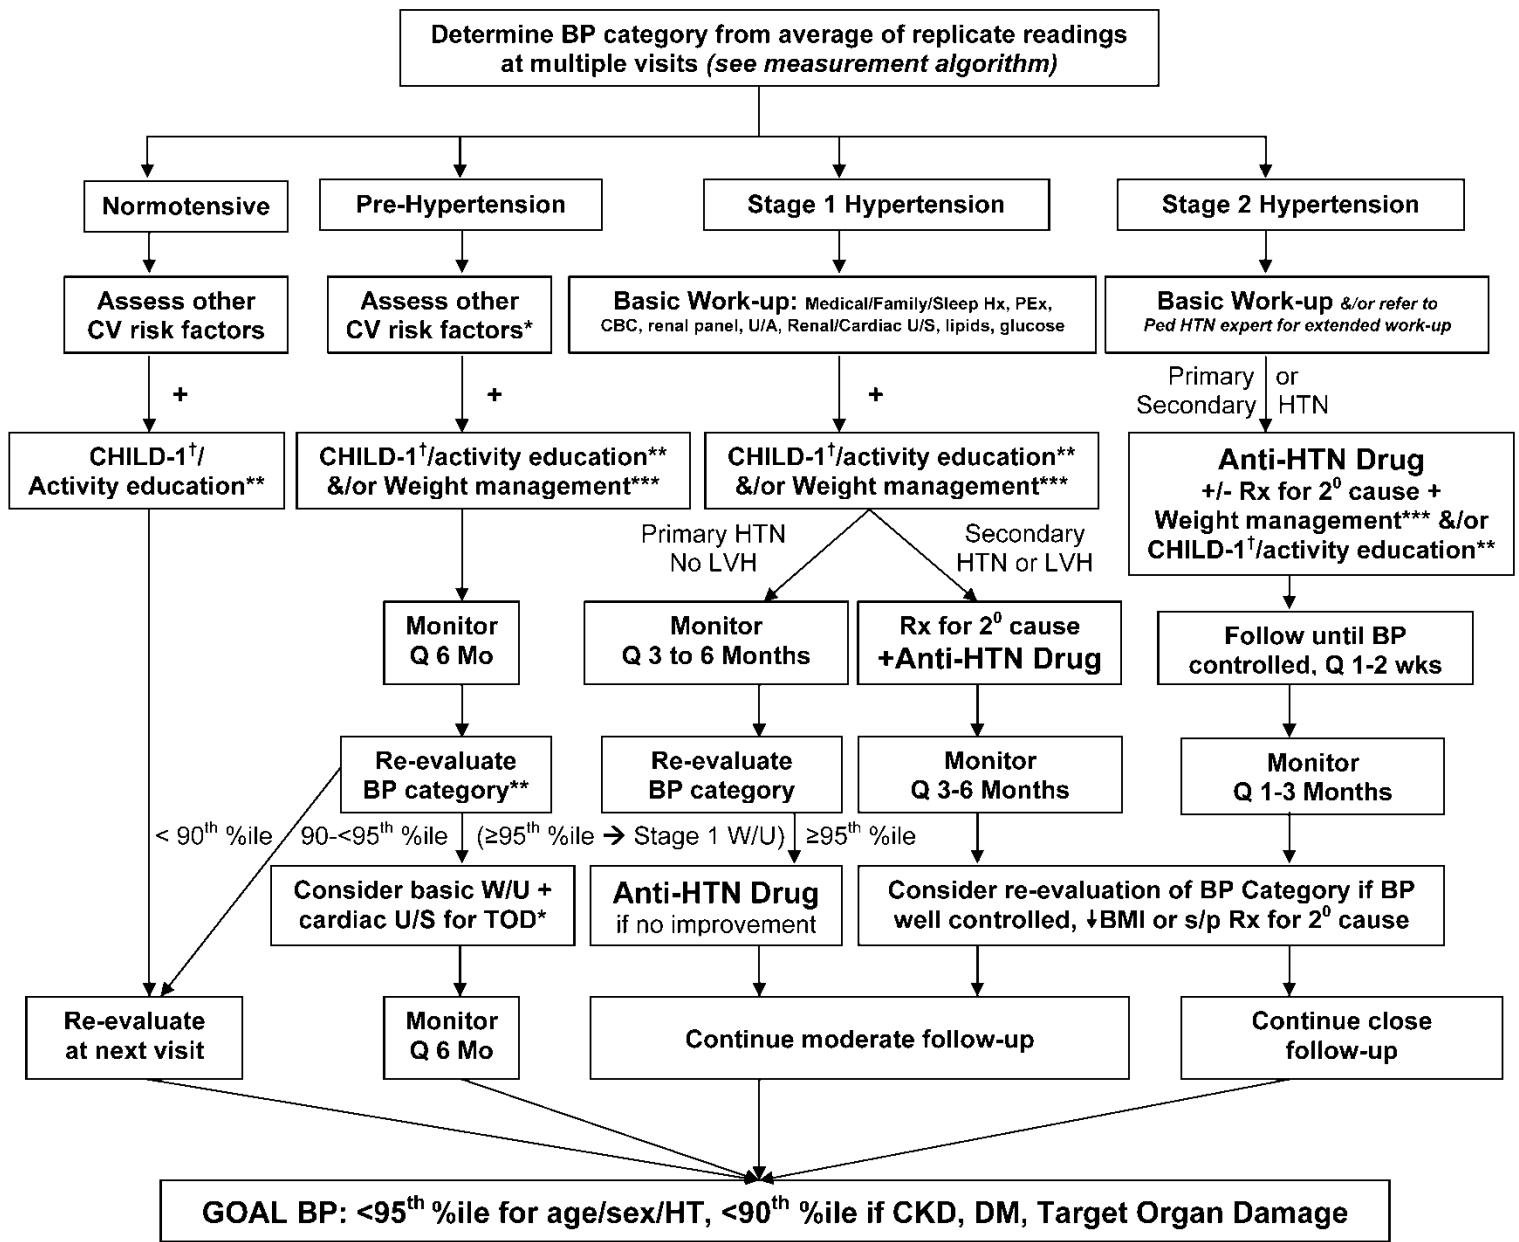 Determine BP category from average of replicate readings
at multiple visits (see measurement algorithm)
Normotensive
Pre-Hypertension
Stage 1 Hypertension
Stage 2 Hypertension
Assess other
CV risk factors
Assess other
CV risk factors*
Basic Work-up: Medical/Family/Sleep Hx, PEx,
CBC, renal panel, U/A, Renal/Cardiac U/S, lipids, glucose
Basic Work-up &/or refer to
Ped HTN expert for extended work-up
+
+
+
Primary or
Secondary HTN
CHILD-1†/
Activity education**
CHILD-1†/activity education**
&/or Weight management***
CHILD-1†/activity education**
&/or Weight management***
Anti-HTN Drug
+/- Rx for 2⁰ cause +
Weight management*** &/or
CHILD-1†/activity education**
Primary HTN
No LVH
Secondary
HTN or LVH
Monitor
Q 6 Mo
Monitor
Q 3 to 6 Months
Rx for 2⁰ cause
+Anti-HTN Drug
Follow until BP
controlled, Q 1-2 wks
Re-evaluate
BP category**
Re-evaluate
BP category
Monitor
Q 3-6 Months
Monitor
Q 1-3 Months
< 90th %ile
90-<95th %ile
(≥95th %ile → Stage 1 W/U)
≥95th %ile
Consider basic W/U +
cardiac U/S for TOD*
Anti-HTN Drug
if no improvement
Consider re-evaluation of BP Category if BP
well controlled, ↓BMI or s/p Rx for 2⁰ cause
Re-evaluate
at next visit
Monitor
Q 6 Mo
Continue moderate follow-up
Continue close
follow-up
GOAL BP: <95th %ile for age/sex/HT, <90th %ile if CKD, DM, Target Organ Damage